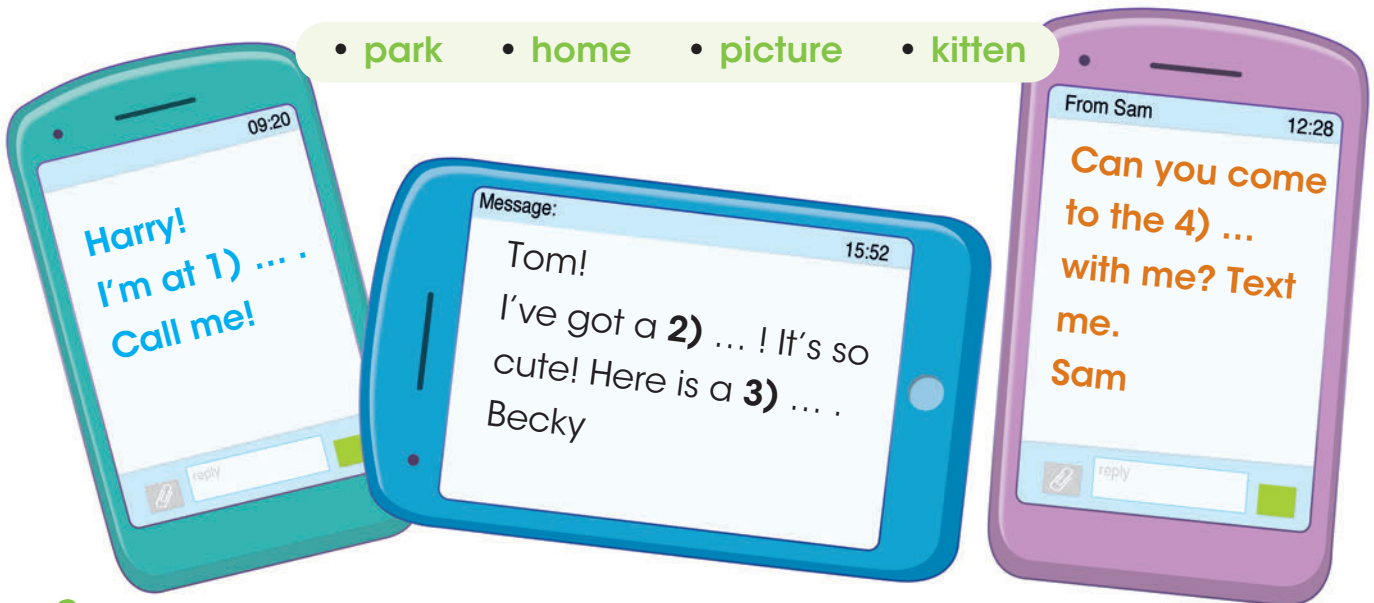 • park • home • picture • kitten
09:20
Harry!
I'm at 1) ... .
Call me!
reply
Message:
15:52
Tom!
I've got a 2) ... ! It's so
cute! Here is a 3) ... .
Becky
From Sam 12:28
Can you come
to the 4) ...
with me? Text
me.
Sam
reply